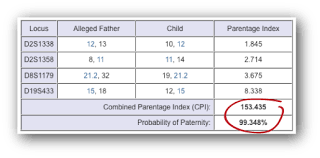 Locus Alleged Father Child Parentage Index
D2S1338 12, 13 10, 12 1.845
D2S1358 8, 11 11, 14 2.714
D8S1179 21.2, 32 19, 21.2 3.675
D19S433 15, 18 12, 15 8.338
Combined Parentage Index (CPI): 153.435
Probability of Paternity: 99.348%